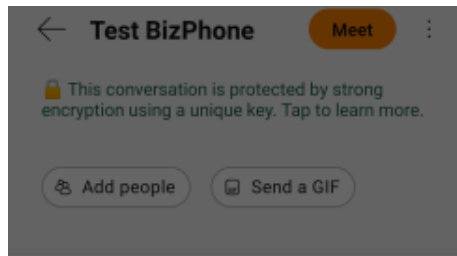 Test BizPhone
Meet
This conversation is protected by strong
encryption using a unique key. Tap to learn more.
Add people
Send a GIF